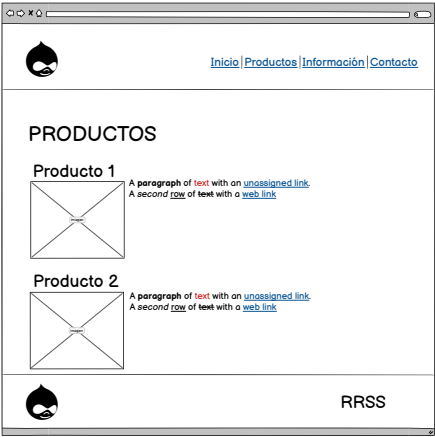 Inicio Productos Información Contacto
PRODUCTOS
Producto 1
Imagen
A paragraph of text with an unassigned link.
A second row of text with a web link
Producto 2
Imagen
A paragraph of text with an unassigned link.
A second row of text with a web link
RRSS